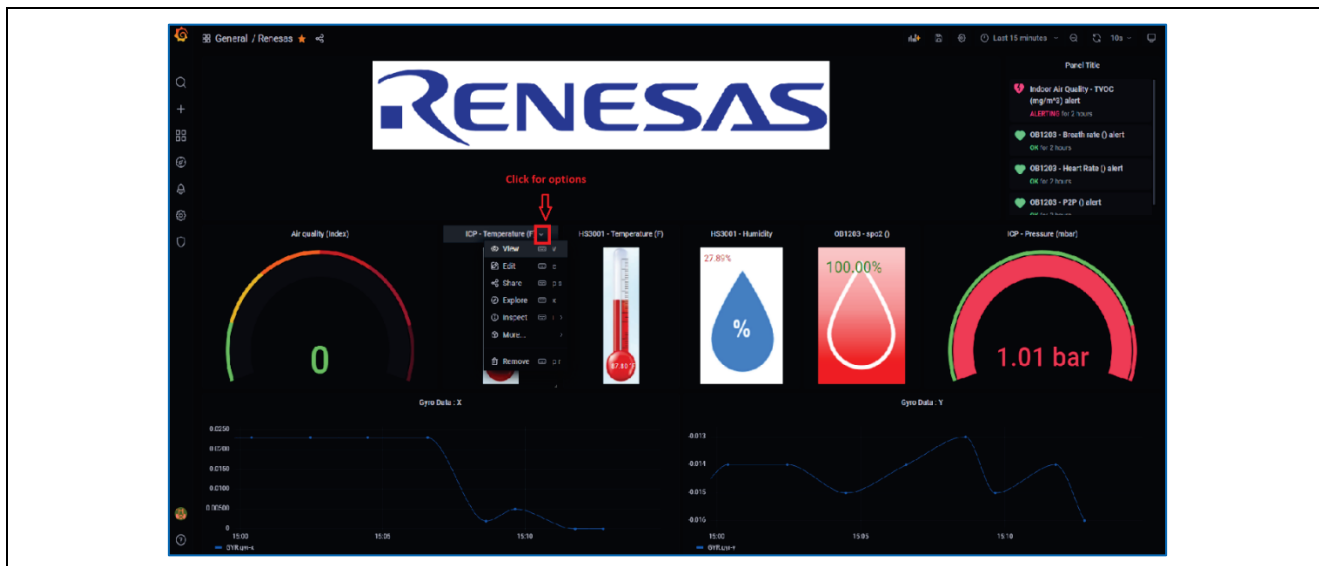 General / Renesas
Last 15 minutes
10s
RENESAS
Panel Title
Indoor Air Quality - TVOC
(mg/m^3) alert
ALERTING for 2 hours
OB1203 - Breath rate () alert
OK for 2 hours
OB1203 - Heart Rate () alert
OK for 2 hours
OB1203 - P2P () alert
OK for 2 hours
Click for options
Air quality (Index)
ICP - Temperature (F)
HS3001 - Temperature (F)
HS3001 - Humidity
OB1203 - spo2 ()
ICP - Pressure (mbar)
View v
Edit e
Share p s
Explore x
Inspect i
More...
Remove p r
27.89%
100.00%
%
0
1.01 bar
Gyro Data : X
Gyro Data : Y
0.0250
0.0200
0.0150
0.0100
0.00500
0
15:00
15:05
15:10
-0.013
-0.014
-0.015
-0.016
15:00
15:05
15:10